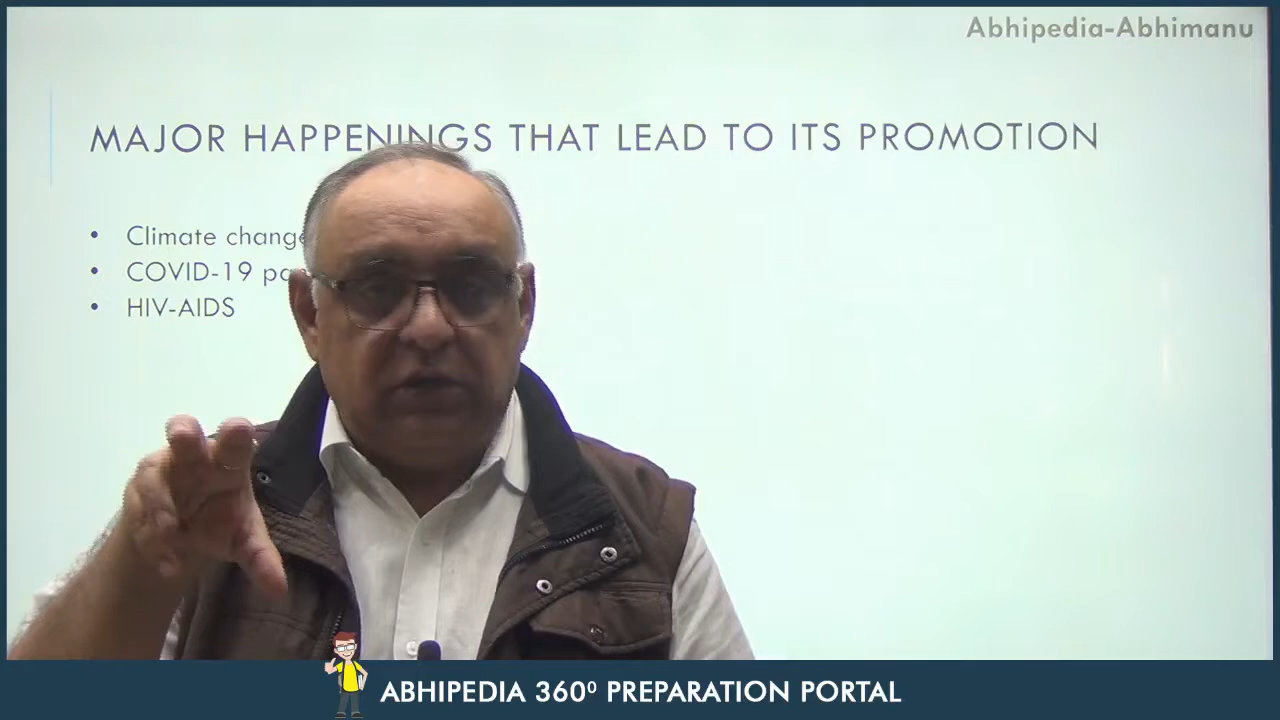 Abhipedia-Abhimanu
MAJOR HAPPENINGS THAT LEAD TO ITS PROMOTION
• Climate change
• COVID-19
• HIV-AIDS
ABHIPEDIA 360⁰ PREPARATION PORTAL